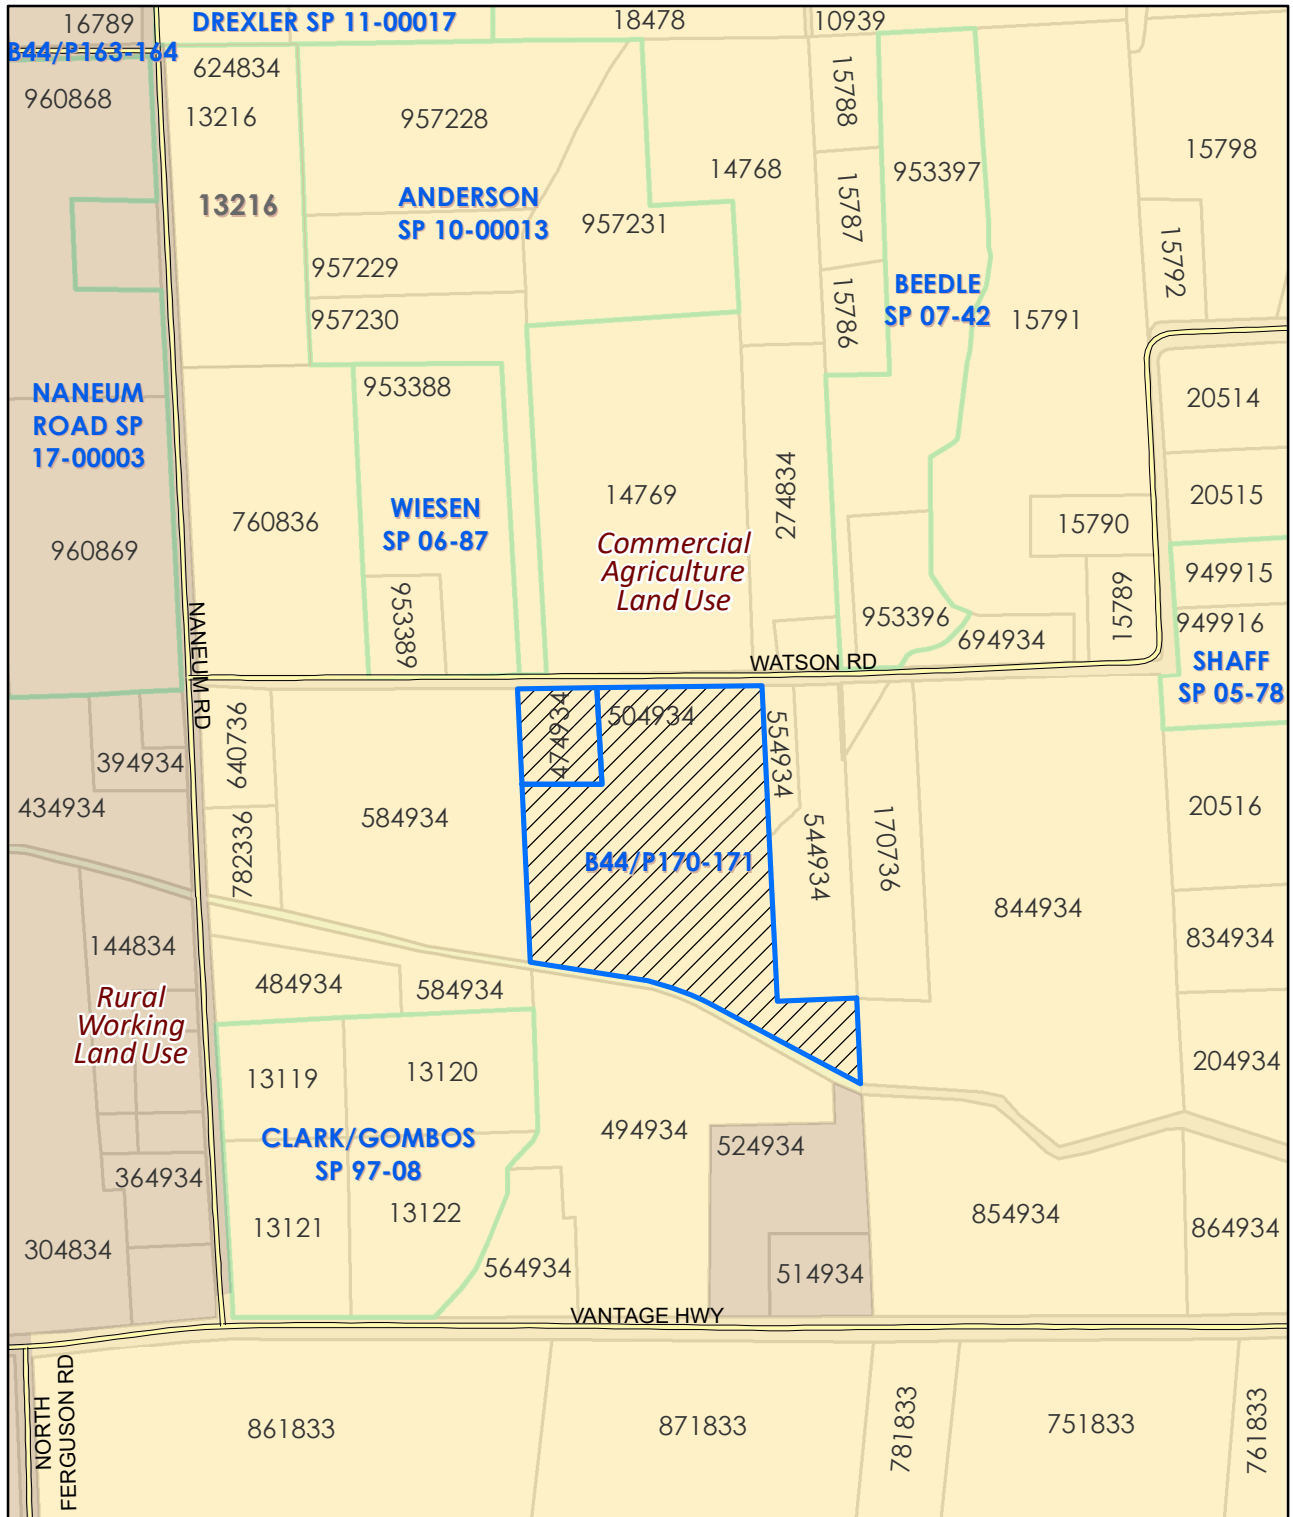 16789
DREXLER SP 11-00017
18478
10939
B44/P163-164
624834
960868
13216
957228
15788
15798
14768
953397
13216
ANDERSON
SP 10-00013
957231
15787
957229
15792
957230
15786
BEEDLE
SP 07-42
15791
953388
NANEUM
ROAD SP
17-00003
20514
14769
274834
20515
WIESEN
SP 06-87
760836
15790
960869
Commercial
Agriculture
Land Use
949915
953389
953396
15789
694934
949916
NANEUM RD
WATSON RD
SHAFF
SP 05-78
640736
474934
504934
554934
394934
434934
584934
20516
782336
B44/P170-171
544934
170736
844934
834934
144834
484934
584934
Rural
Working
Land Use
13119
13120
204934
CLARK/GOMBOS
SP 97-08
494934
524934
364934
13121
13122
854934
864934
304834
564934
514934
VANTAGE HWY
NORTH
FERGUSON RD
861833
871833
781833
751833
761833